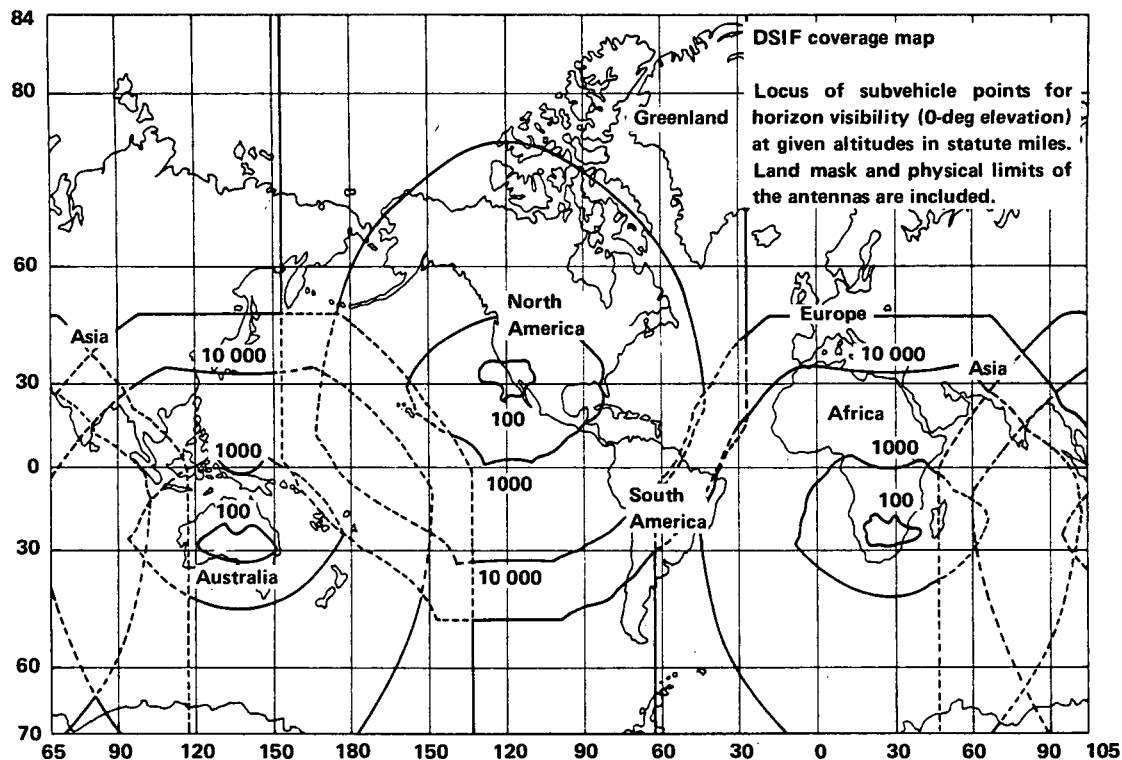 84
DSIF coverage map
80
Locus of subvehicle points for
horizon visibility (0-deg elevation)
at given altitudes in statute miles.
Land mask and physical limits of
the antennas are included.
Greenland
60
North
America
Europe
Asia
10 000
10 000
Asia
30
100
Africa
1000
1000
0
1000
South
America
100
100
30
Australia
10 000
60
70
65 90 120 150 180 150 120 90 60 30 0 30 60 90 105